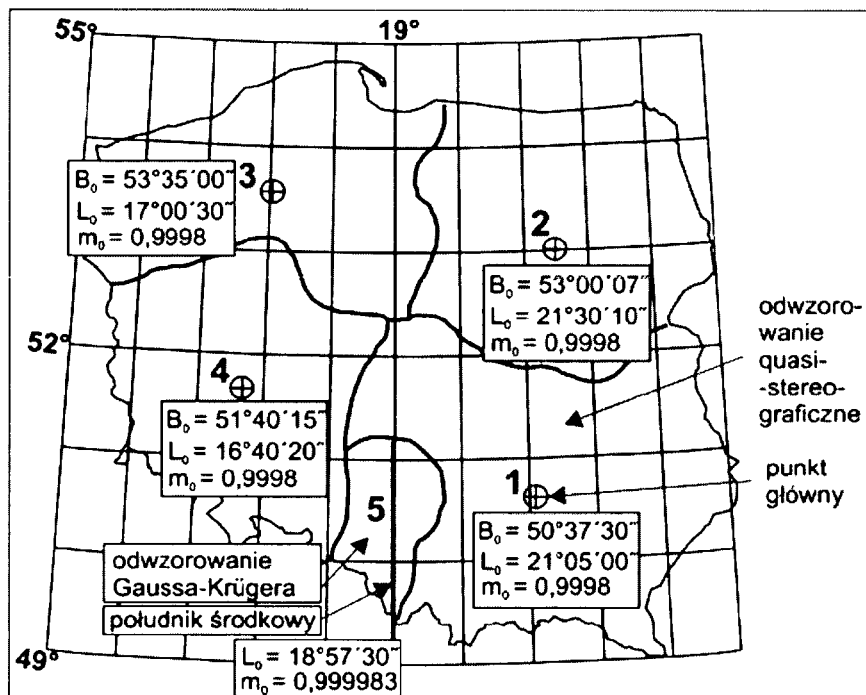 55°
19°
B₀ = 53°35´00˝
L₀ = 17°00´30˝
m₀ = 0,9998
3
2
B₀ = 53°00´07˝
L₀ = 21°30´10˝
m₀ = 0,9998
odwzoro-
wanie
quasi-
-stereo-
graficzne
52°
4
B₀ = 51°40´15˝
L₀ = 16°40´20˝
m₀ = 0,9998
punkt
główny
1
B₀ = 50°37´30˝
L₀ = 21°05´00˝
m₀ = 0,9998
5
odwzorowanie
Gaussa-Krügera
południk środkowy
49°
L₀ = 18°57´30˝
m₀ = 0,999983